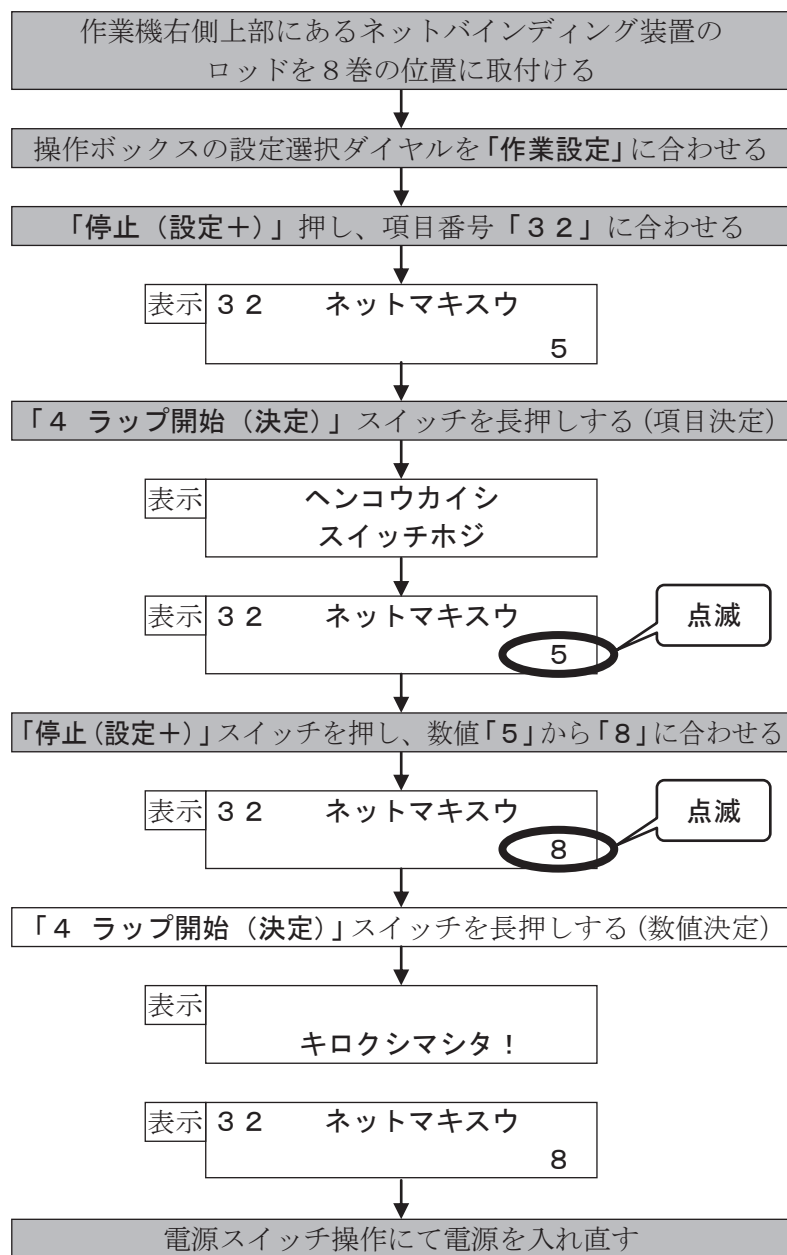 作業機右側上部にあるネットバインディング装置の
ロッドを８巻の位置に取付ける
操作ボックスの設定選択ダイヤルを「作業設定」に合わせる
「停止（設定＋）」押し、項目番号「３２」に合わせる
表示 ３２　ネットマキスウ
５
「４ ラップ開始（決定）」スイッチを長押しする（項目決定）
表示 ヘンコウカイシ
スイッチホジ
表示 ３２　ネットマキスウ 点滅
５
「停止（設定＋）」スイッチを押し、数値「５」から「８」に合わせる
表示 ３２　ネットマキスウ 点滅
８
「４ ラップ開始（決定）」スイッチを長押しする（数値決定）
表示
キロクシマシタ！
表示 ３２　ネットマキスウ
８
電源スイッチ操作にて電源を入れ直す